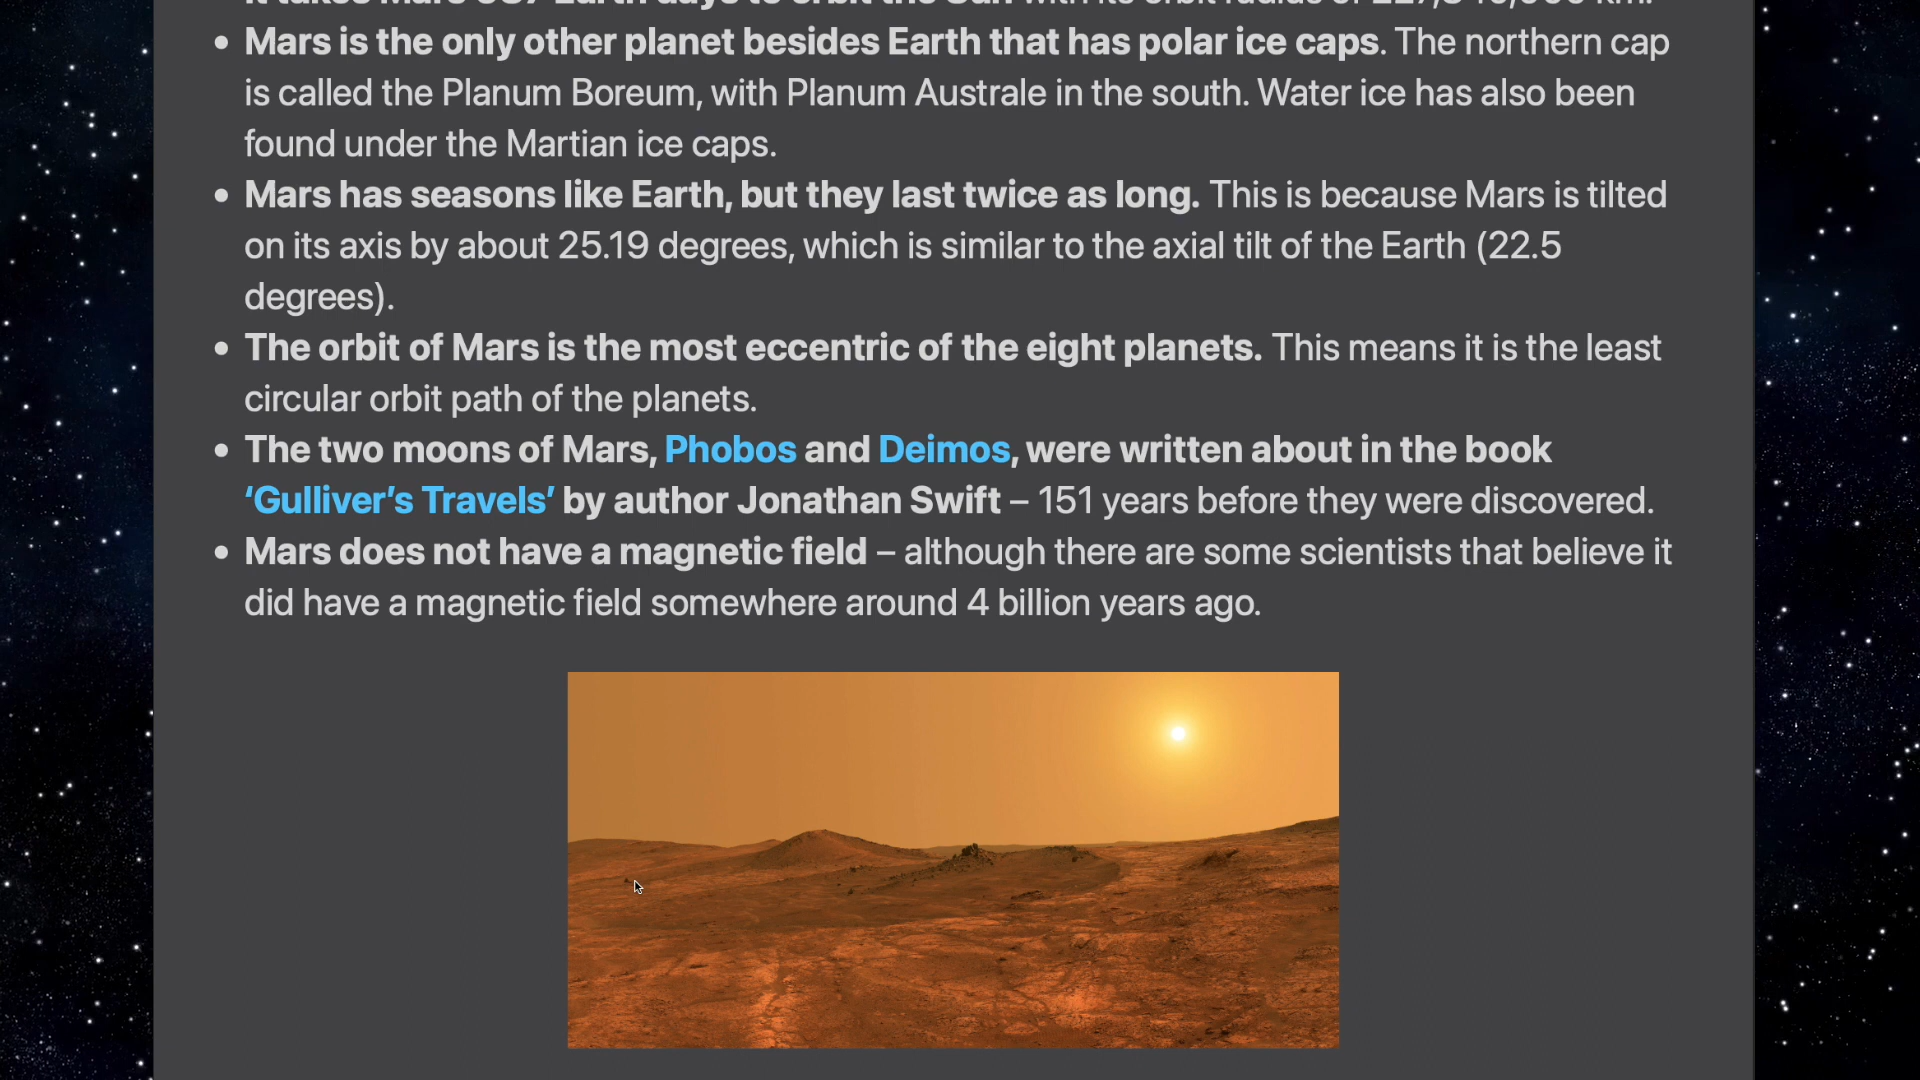 Mars is the only other planet besides Earth that has polar ice caps. The northern cap
is called the Planum Boreum, with Planum Australe in the south. Water ice has also been
found under the Martian ice caps.
Mars has seasons like Earth, but they last twice as long. This is because Mars is tilted
on its axis by about 25.19 degrees, which is similar to the axial tilt of the Earth (22.5
degrees).
The orbit of Mars is the most eccentric of the eight planets. This means it is the least
circular orbit path of the planets.
The two moons of Mars, Phobos and Deimos, were written about in the book
‘Gulliver’s Travels’ by author Jonathan Swift – 151 years before they were discovered.
Mars does not have a magnetic field – although there are some scientists that believe it
did have a magnetic field somewhere around 4 billion years ago.